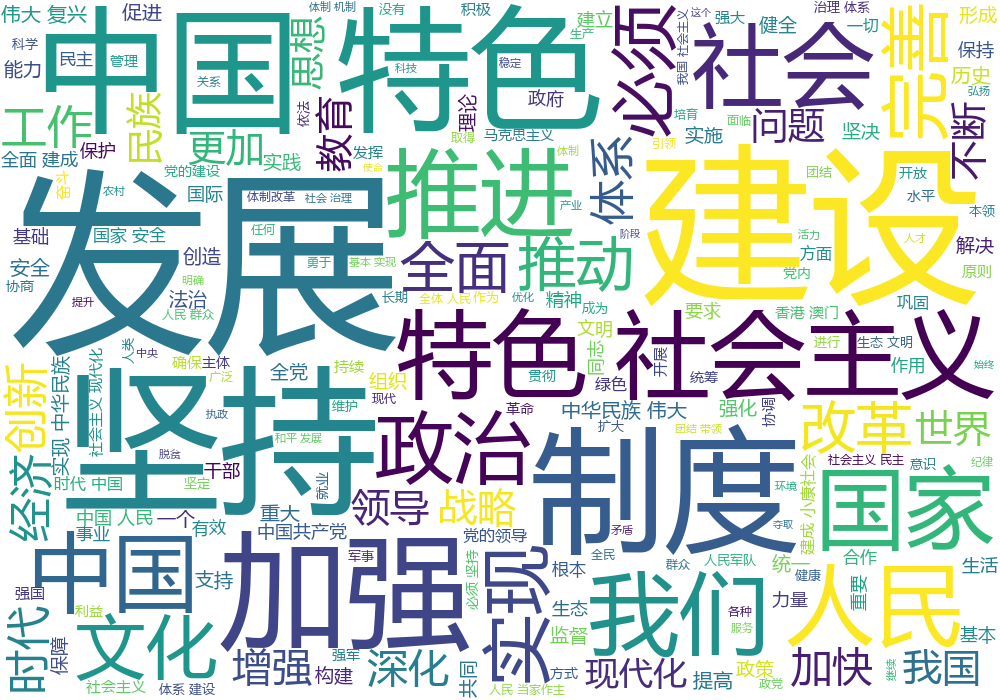 伟大 复兴
促进
体制 机制
没有
积极
建立
强大
我国 社会主义
这个
治理 体系
形成
科学
民主
中国
思想
特色
生产
必须
健全
一切
完善
保持
能力
管理
关系
科技
稳定
社会
历史
弘扬
工作
民族
依法
教育
理论
政府
培育
面临
问题
坚决
不断
更加
马克思主义
取得
实施
全面 建成
保护
实践
发挥
推进
体制
引领
体系
建设
团结
开放
奋斗
农村
党的建设
国际
体制改革
社会 治理
使命
产业
水平
本领
发展
基础
国家 安全
任何
阶段
活力
人才
安全
创造
勇于
基本 实现
全面
推动
方面
解决
协商
明确
党内
原则
提升
法治
长期
全体 人民
作为
优化
精神
成为
要求
香港 澳门
巩固
人民 群众
特色 社会主义
文明
进行
生态 文明
人类
中央
确保
主体
全党
持续
贯彻
同志
开展
统筹
作用
始终
创新
实现 中华民族
社会主义 现代化
广泛
组织
绿色
坚持
执政
维护
现代
革命
中华民族 伟大
强化
协调
改革
世界
政治
扩大
团结 带领
制度
经济
脱贫
和平 发展
干部
社会主义 民主
意识
纪律
时代 中国
坚定
就业
领导
战略
建成 小康社会
环境
国家
中国 人民
一个
重大
事业
有效
中国共产党
党的领导
矛盾
夺取
中国
加强
军事
必须 坚持
实现
全民
根本
群众
人民军队
统一
合作
生活
强国
支持
我们
健康
重要
人民
时代
利益
文化
生态
各种
力量
保障
监督
服务
基本
增强
强军
构建
深化
共同
方式
现代化
政策
提高
政党
加快
继续
我国
社会主义
体系 建设
人民 当家作主